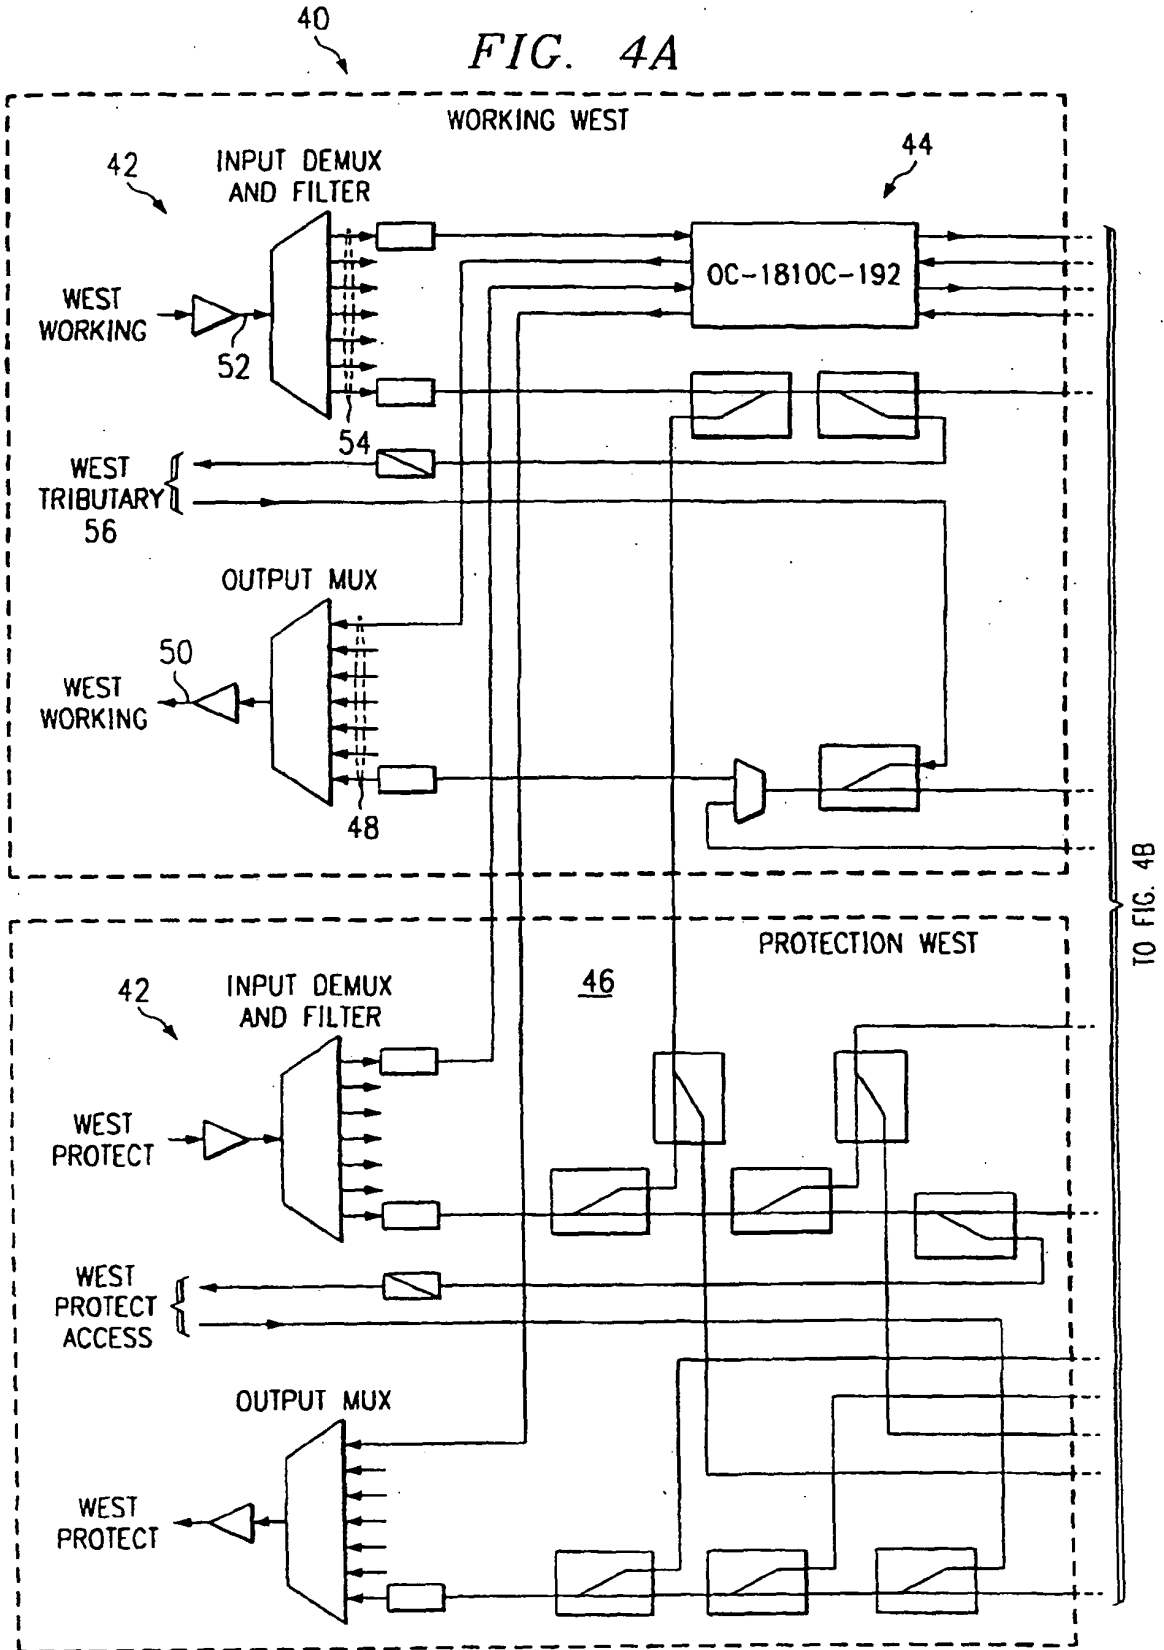 40
FIG. 4A
WORKING WEST
42
INPUT DEMUX
AND FILTER
44
OC-1810C-192
WEST
WORKING
52
54
WEST
TRIBUTARY
56
OUTPUT MUX
50
WEST
WORKING
48
TO FIG. 4B
PROTECTION WEST
42
INPUT DEMUX
AND FILTER
46
WEST
PROTECT
WEST
PROTECT
ACCESS
OUTPUT MUX
WEST
PROTECT